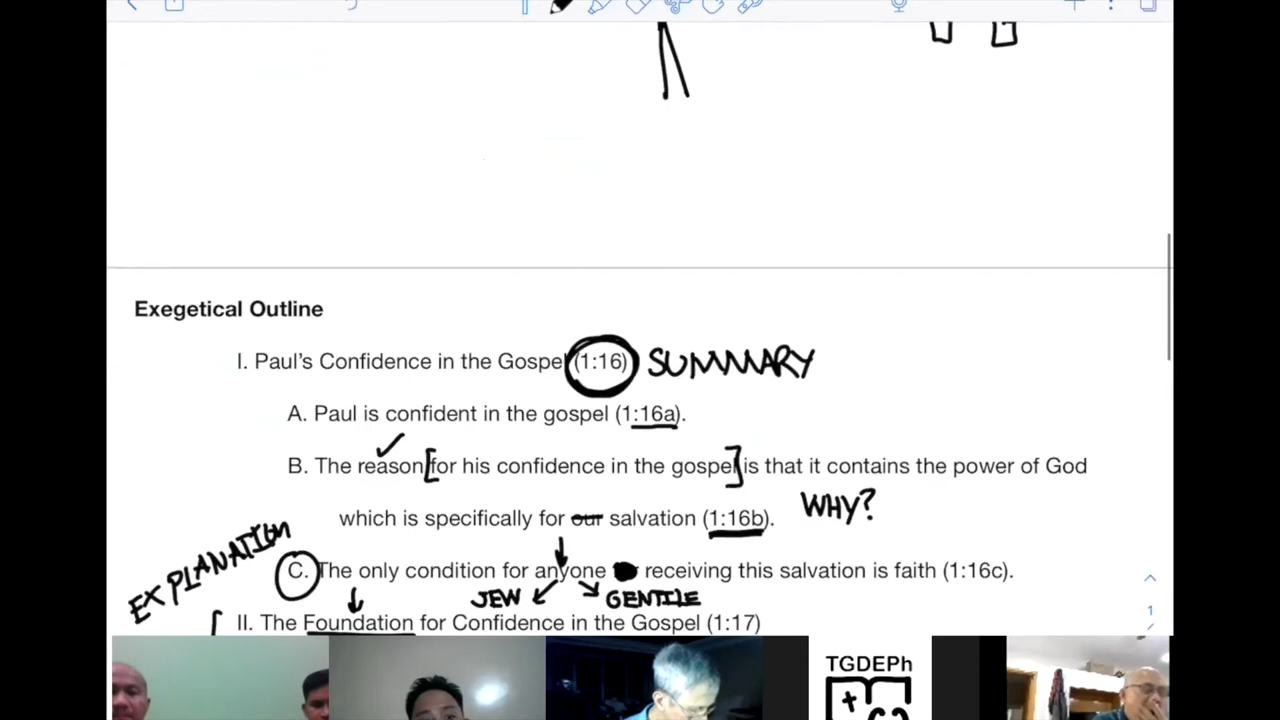 Exegetical Outline
I. Paul's Confidence in the Gospel (1:16) SUMMARY
A. Paul is confident in the gospel (1:16a).
B. The reason [for his confidence in the gospel] is that it contains the power of God
which is specifically for our salvation (1:16b). WHY?
EXPLANATION
C. The only condition for anyone receiving this salvation is faith (1:16c).
JEW GENTILE
II. The Foundation for Confidence in the Gospel (1:17)
1
TGDEPh